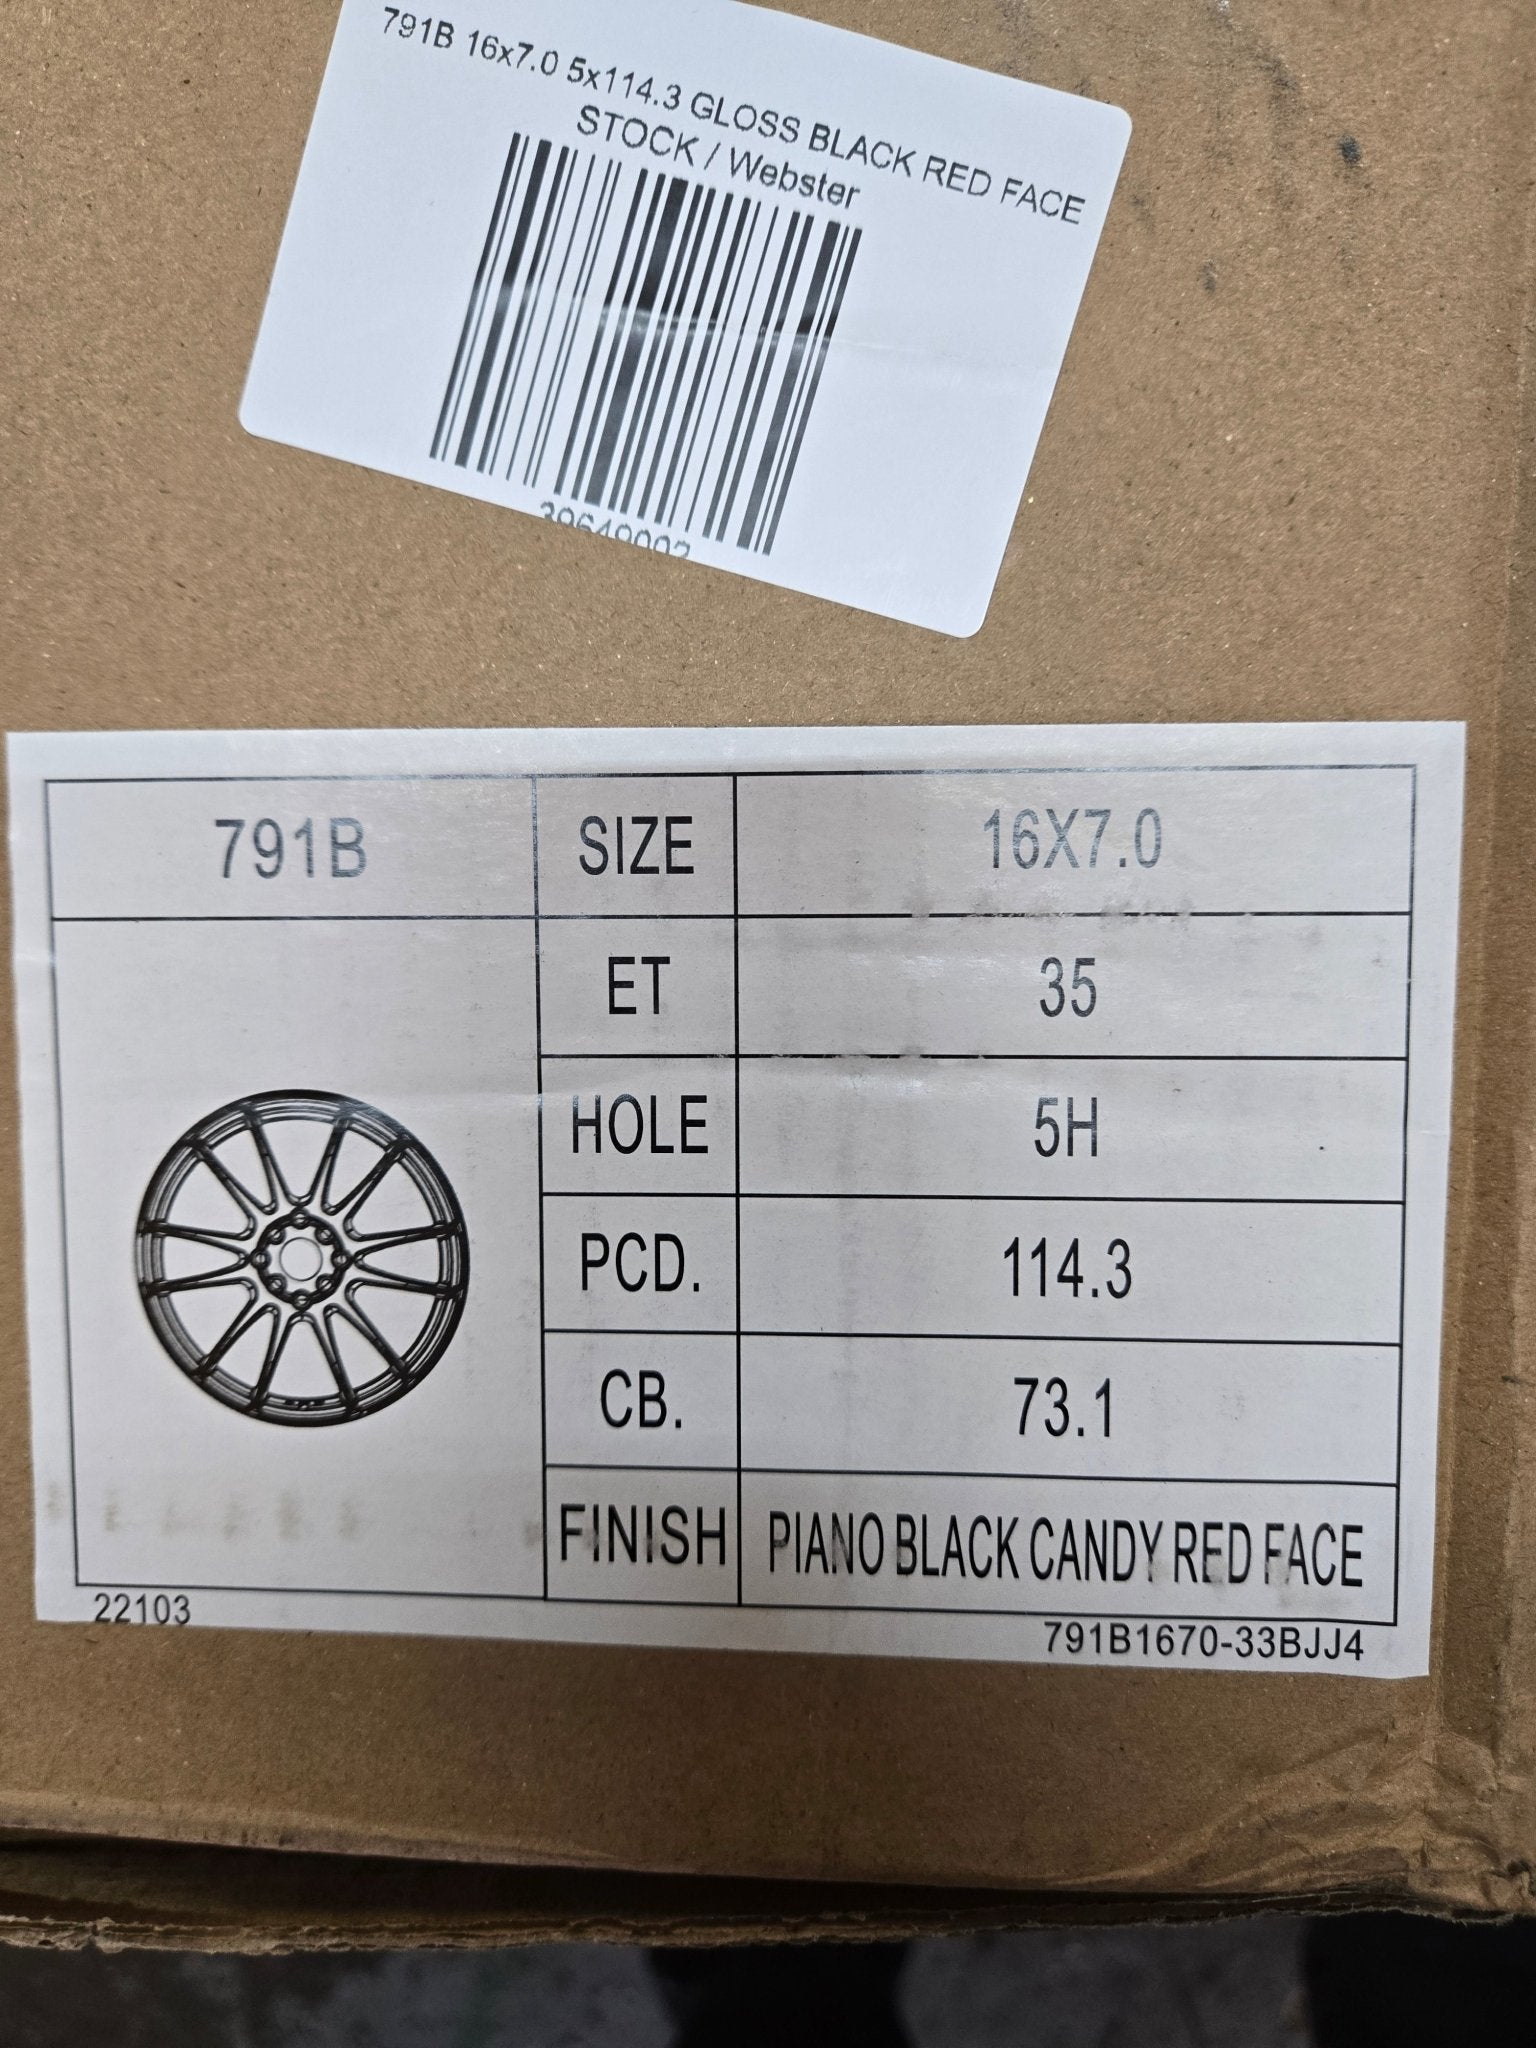 791B 16x7.0 5x114.3 GLOSS BLACK RED FACE
STOCK / Webster
791B
SIZE 16X7.0
ET 35
HOLE 5H
PCD. 114.3
CB. 73.1
FINISH PIANO BLACK CANDY RED FACE
22103
791B1670-33BJJ4